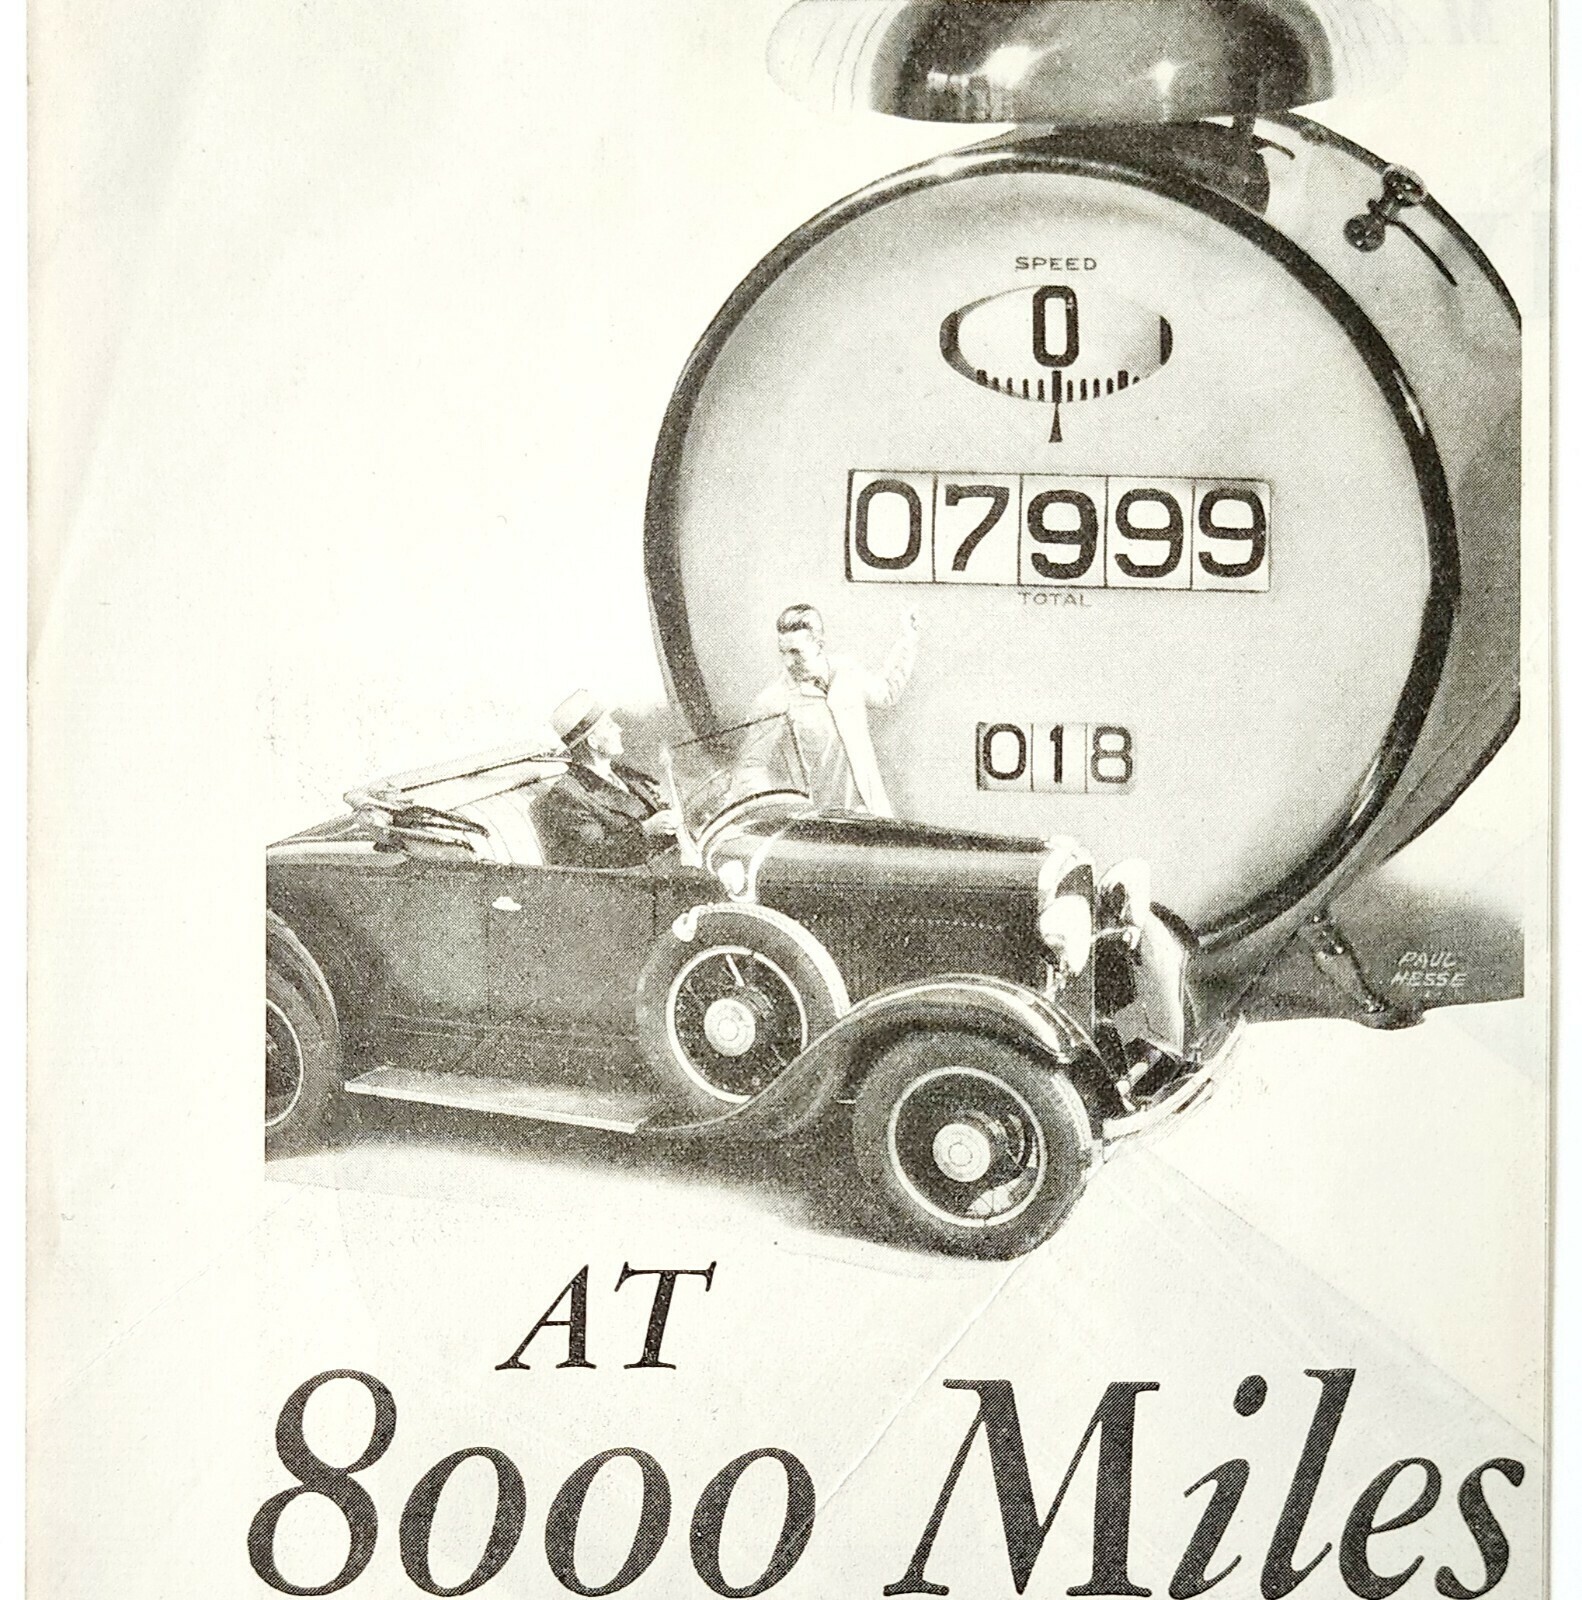 SPEED
0
07999
TOTAL
018
PAUL
HESSE
AT
8000 Miles